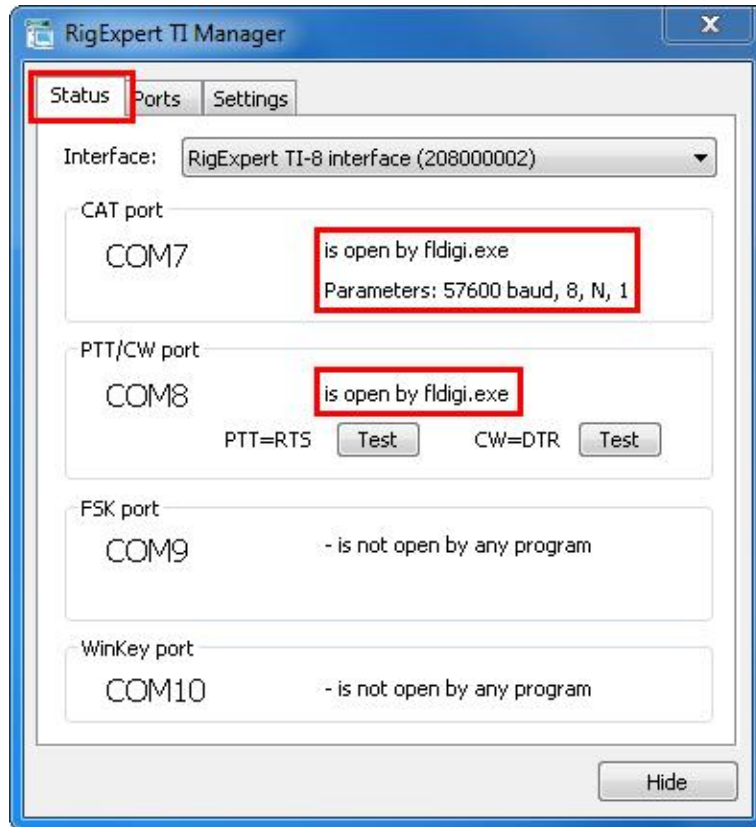 RigExpert TI Manager
x
Status Ports Settings
Interface: RigExpert TI-8 interface (208000002)
CAT port
COM7 is open by fldigi.exe
Parameters: 57600 baud, 8, N, 1
PTT/CW port
COM8 is open by fldigi.exe
PTT=RTS Test CW=DTR Test
FSK port
COM9 - is not open by any program
WinKey port
COM10 - is not open by any program
Hide